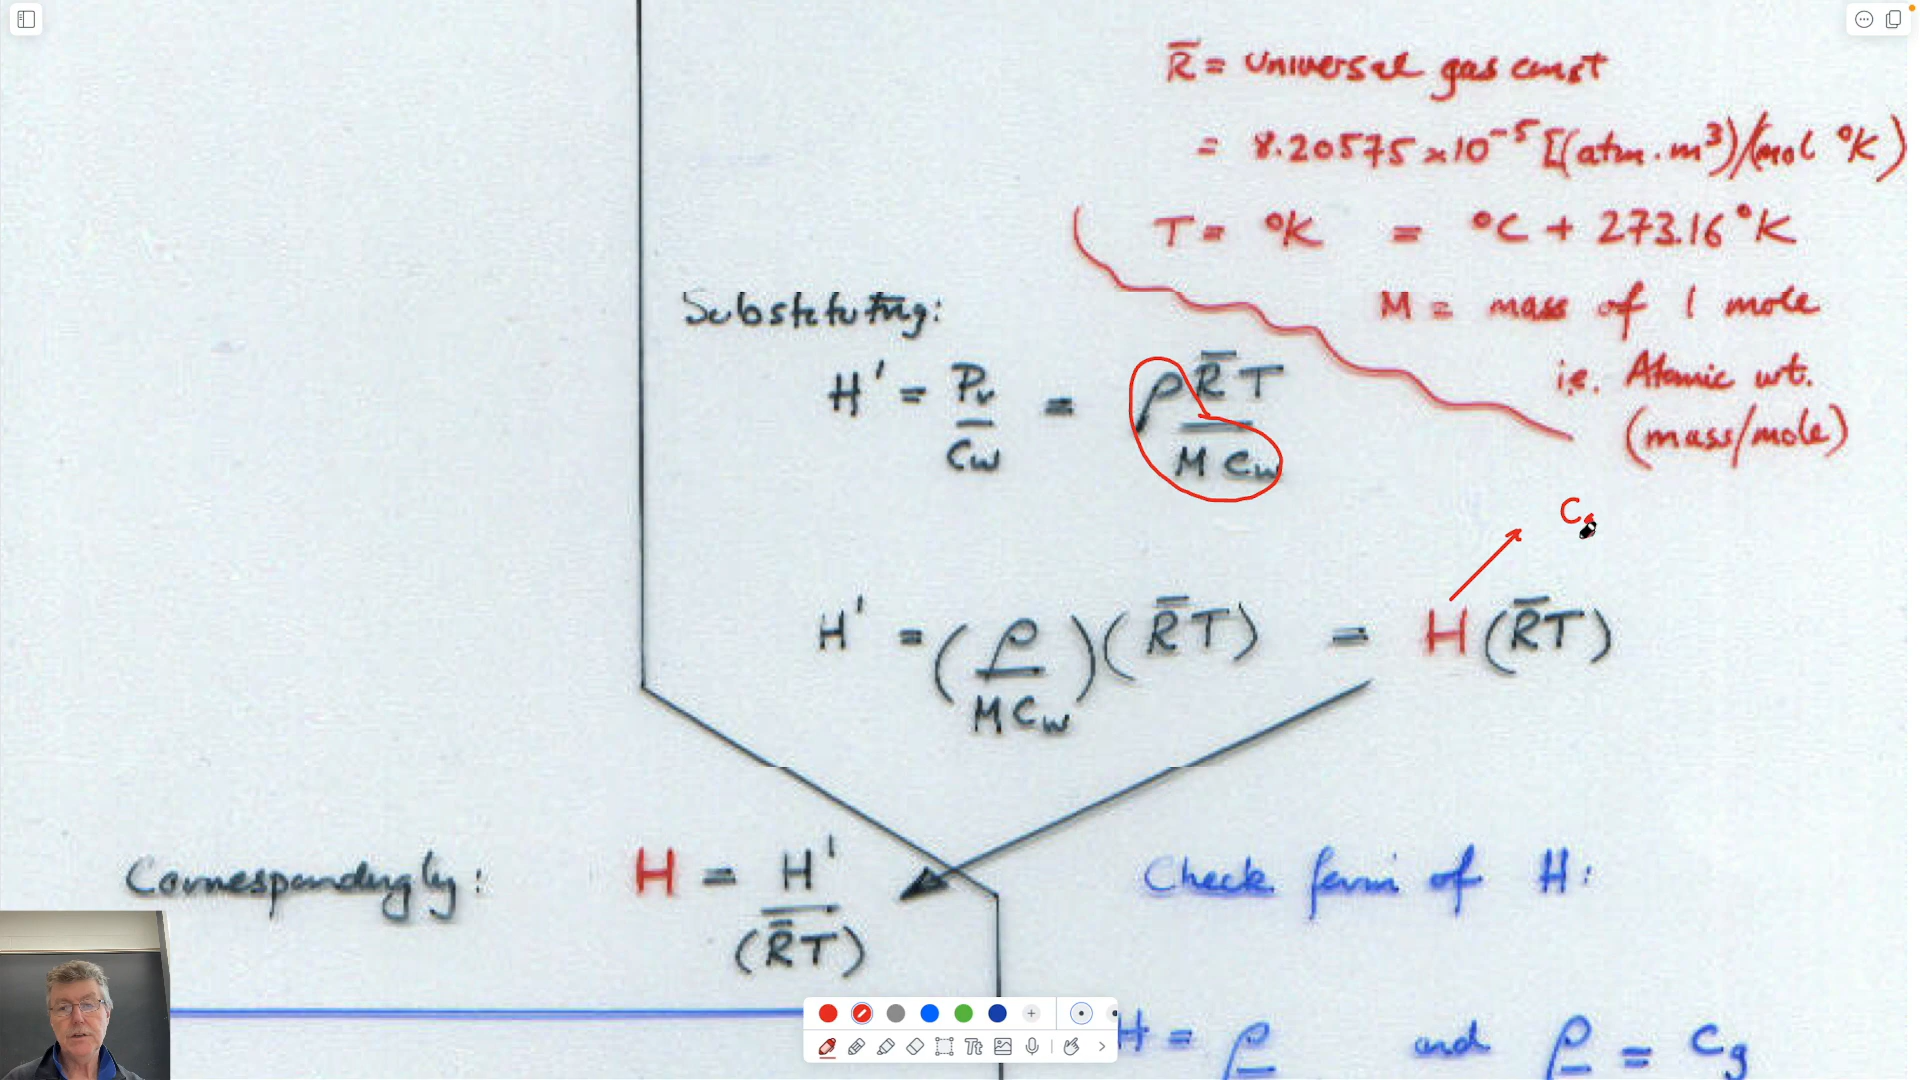 R̄ = Universal gas const
= 8.20575 x 10⁻⁵ [(atm.m³)/(mol °K)
T = °K = °C + 273.16 °K
M = mass of 1 mole
i.e. Atomic wt.
(mass/mole)
Substituting:
H' = Pv/Cw = ρR̄T/MCw
C
H' = (ρ/MCw)(R̄T) = H(R̄T)
Correspondingly: H = H'/(R̄T)
Check form of H:
H = ρ and ρ = Cg
Tt